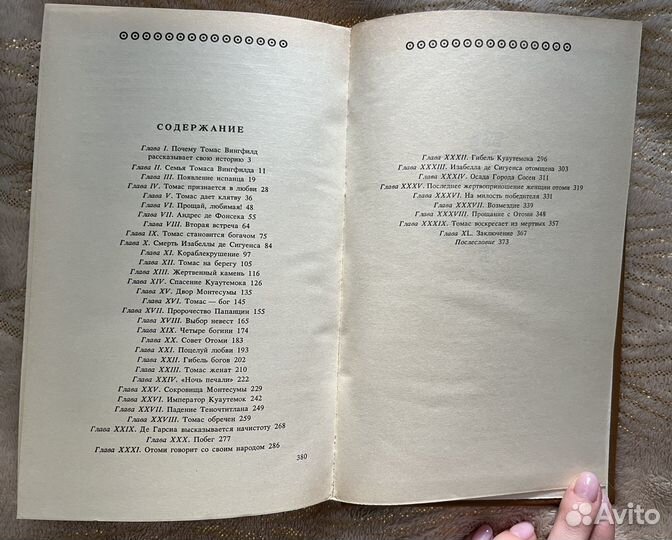 СОДЕРЖАНИЕ
Глава I. Почему Томас Вингфилд
рассказывает свою историю 3
Глава II. Семья Томаса Вингфилда 11
Глава III. Появление испанца 19
Глава IV. Томас признается в любви 28
Глава V. Томас дает клятву 36
Глава VI. Прощай, любимая! 48
Глава VII. Андрес де Фонсека 55
Глава VIII. Вторая встреча 64
Глава IX. Томас становится богачом 75
Глава X. Смерть Изабеллы де Сигуенса 84
Глава XI. Кораблекрушение 97
Глава XII. Томас на берегу 105
Глава XIII. Жертвенный камень 116
Глава XIV. Спасение Куаутемока 126
Глава XV. Двор Монтесумы 135
Глава XVI. Томас — бог 145
Глава XVII. Пророчество Папанцин 155
Глава XVIII. Выбор невест 165
Глава XIX. Четыре богини 174
Глава XX. Совет Отоми 183
Глава XXI. Поцелуй любви 193
Глава XXII. Гибель богов 202
Глава XXIII. Томас женат 210
Глава XXIV. «Ночь печали» 222
Глава XXV. Сокровища Монтесумы 229
Глава XXVI. Император Куаутемок 242
Глава XXVII. Падение Теночтитлана 249
Глава XXVIII. Томас обречен 259
Глава XXIX. Де Гарсиа высказывается начистоту 268
Глава XXX. Побег 277
Глава XXXI. Отоми говорит со своим народом 286
380
Глава XXXII. Гибель Куаутемока 296
Глава XXXIII. Изабелла де Сигуенса отомщена 303
Глава XXXIV. Осада Города Сосен 311
Глава XXXV. Последнее жертвоприношение женщин отоми 319
Глава XXXVI. На милость победителя 331
Глава XXXVII. Возмездие 339
Глава XXXVIII. Прощание с Отоми 348
Глава XXXIX. Томас воскресает из мертвых 357
Глава XL. Заключение 367
Послесловие 373
Avito